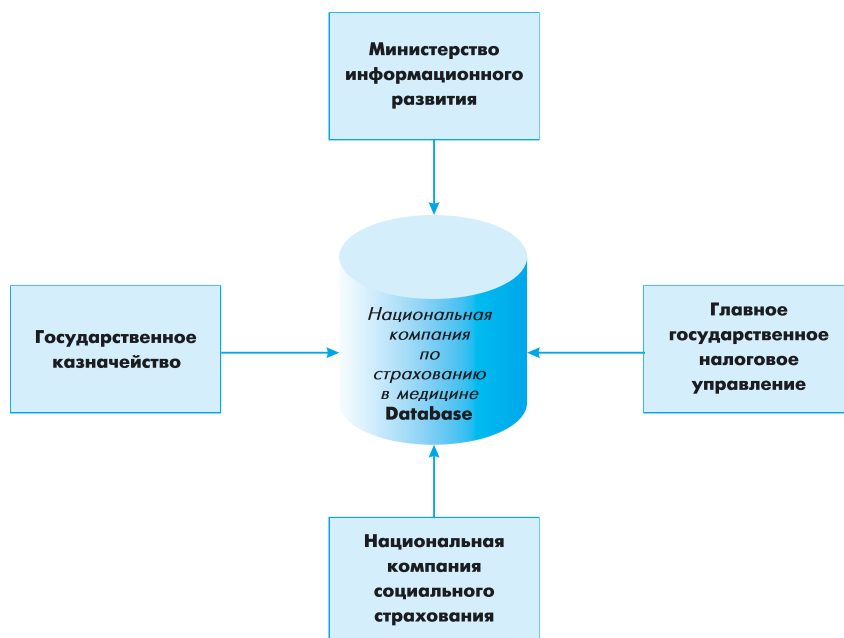 Министерство
информационного
развития
Государственное
казначейство
Национальная
компания
по
страхованию
в медицине
Database
Главное
государственное
налоговое
управление
Национальная
компания
социального
страхования